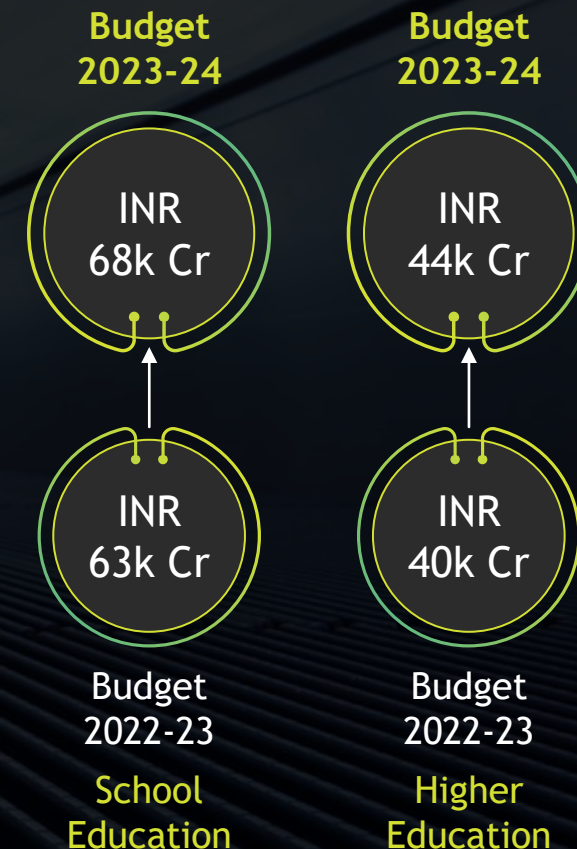 Budget
2023-24
INR
68k Cr
INR
63k Cr
Budget
2022-23
School
Education
Budget
2023-24
INR
44k Cr
INR
40k Cr
Budget
2022-23
Higher
Education